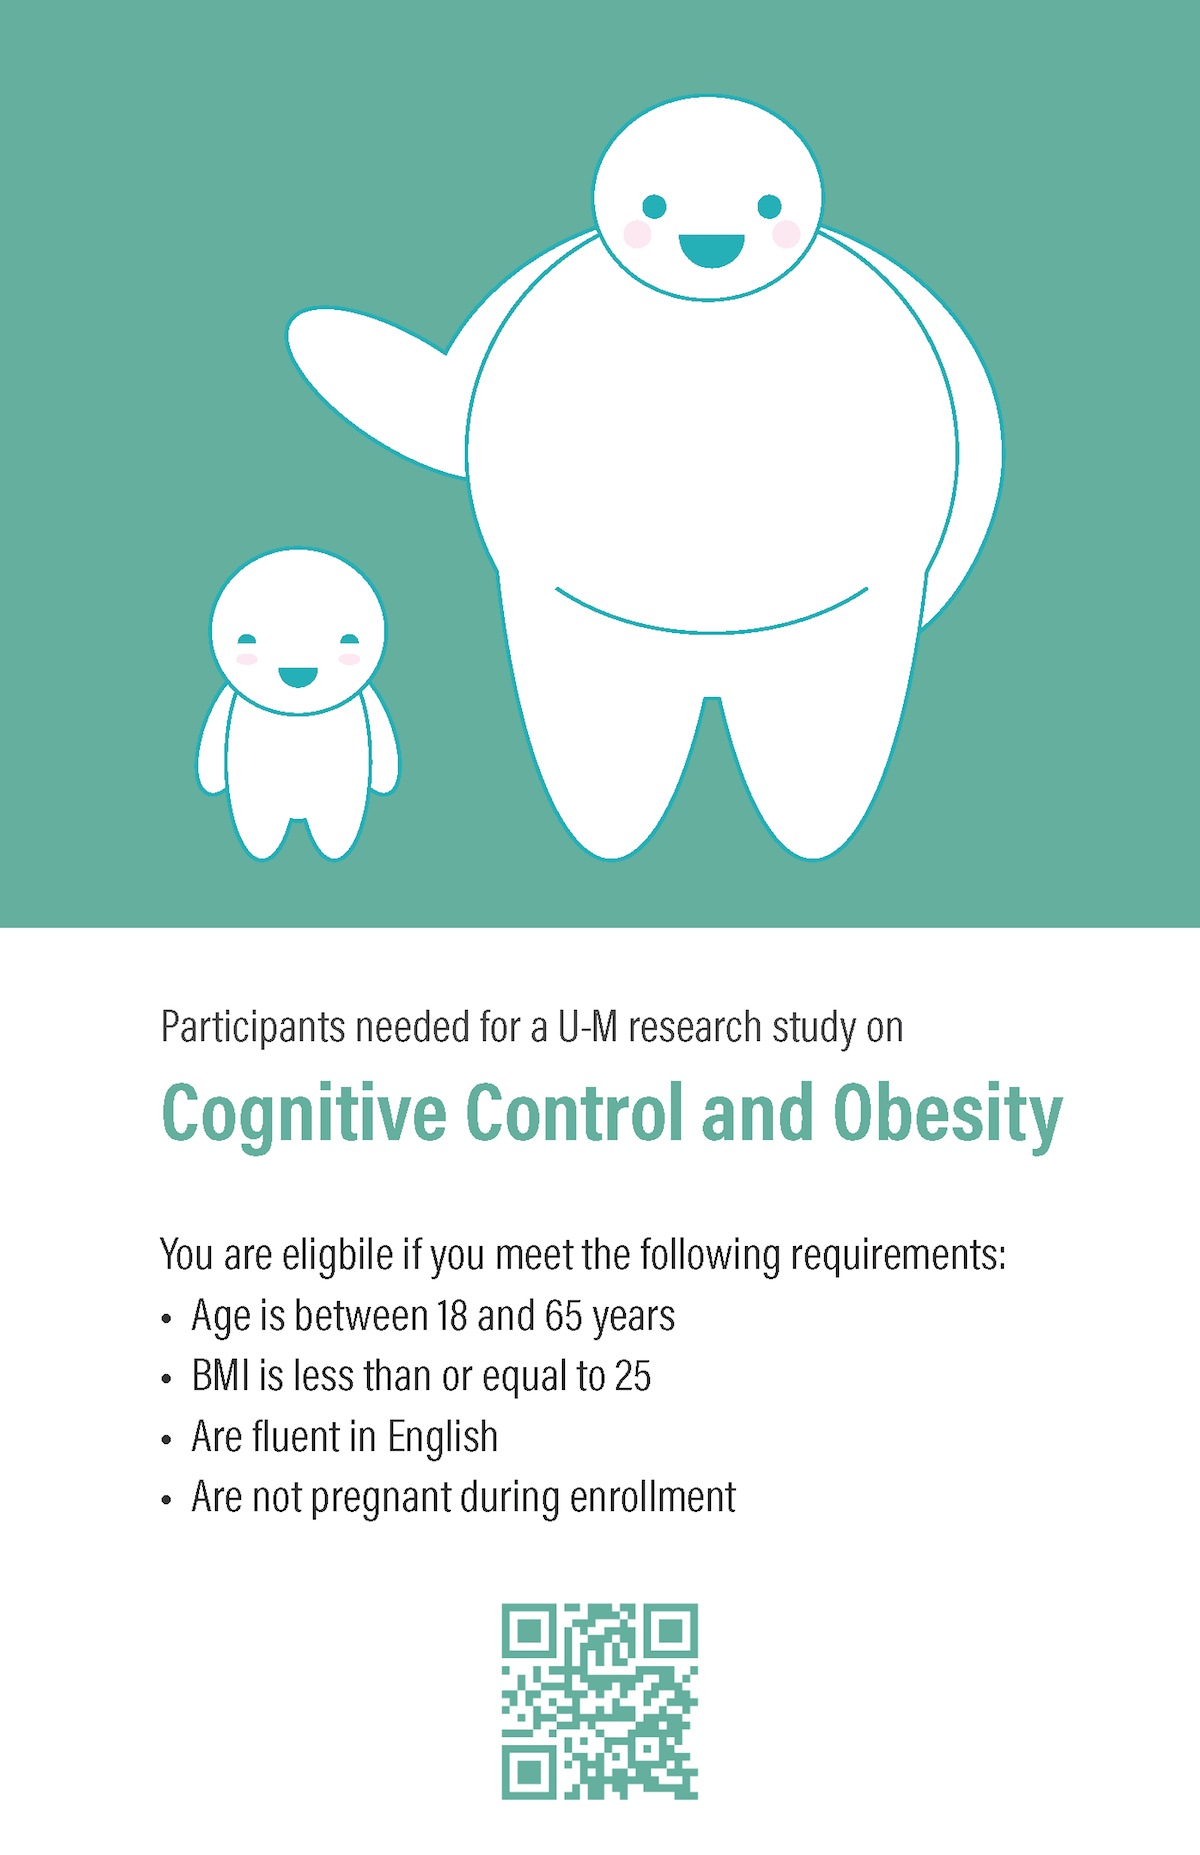 Participants needed for a U-M research study on
Cognitive Control and Obesity
You are eligbile if you meet the following requirements:
• Age is between 18 and 65 years
• BMI is less than or equal to 25
• Are fluent in English
• Are not pregnant during enrollment